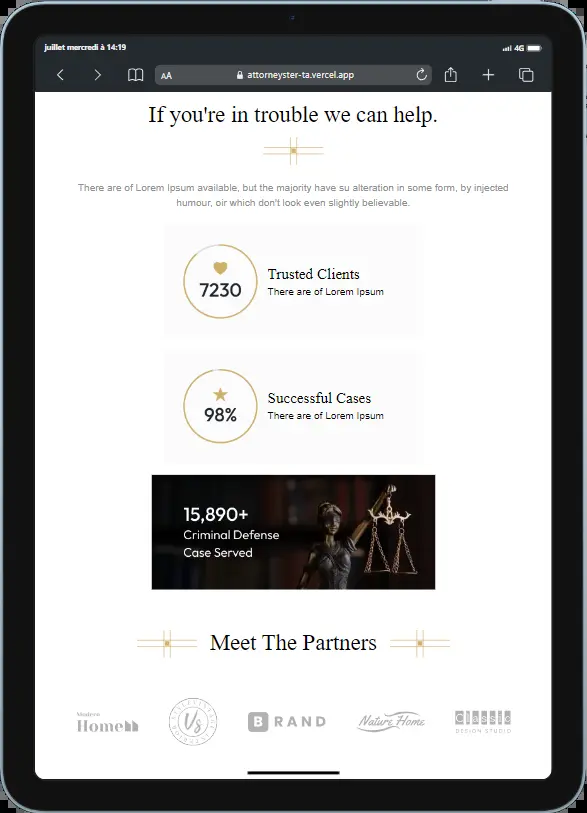 juillet mercredi à 14:19
4G
AA
attorneyster-ta.vercel.app
If you're in trouble we can help.
There are of Lorem Ipsum available, but the majority have su alteration in some form, by injected
humour, oir which don't look even slightly believable.
7230
Trusted Clients
There are of Lorem Ipsum
98%
Successful Cases
There are of Lorem Ipsum
15,890+
Criminal Defense
Case Served
Meet The Partners
Modern
Home
Vs
BRAND
Nature Home
Classic
DESIGN STUDIO